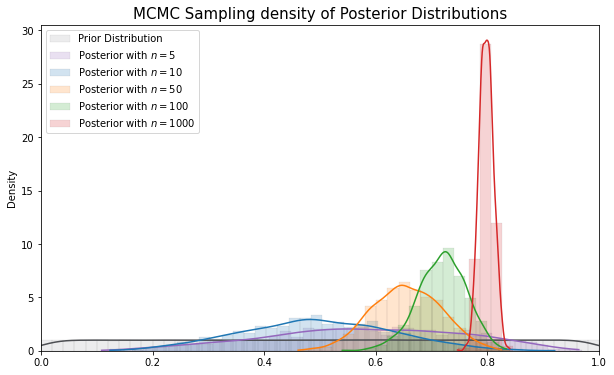 MCMC Sampling density of Posterior Distributions
30
25
20
15
10
5
0
Density
Prior Distribution
Posterior with n = 5
Posterior with n = 10
Posterior with n = 50
Posterior with n = 100
Posterior with n = 1000
0.0 0.2 0.4 0.6 0.8 1.0